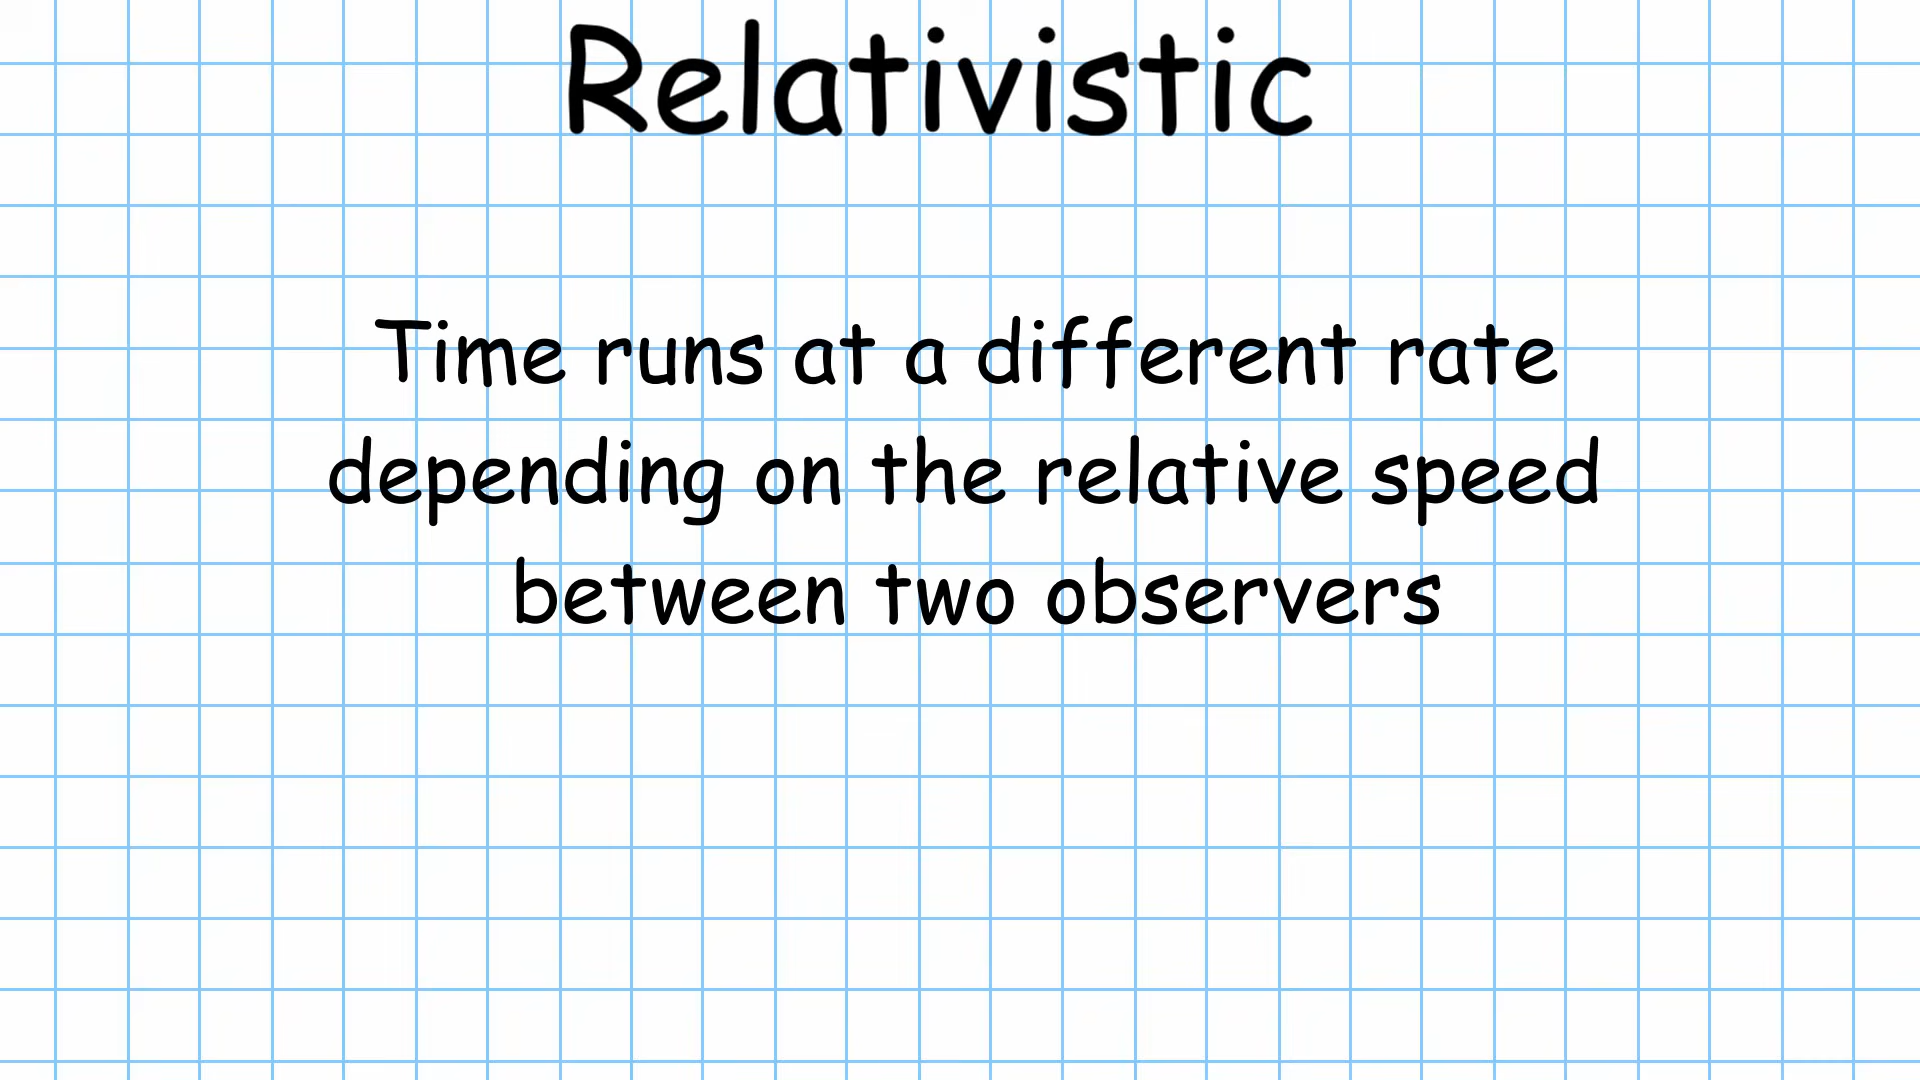 Relativistic
Time runs at a different rate
depending on the relative speed
between two observers